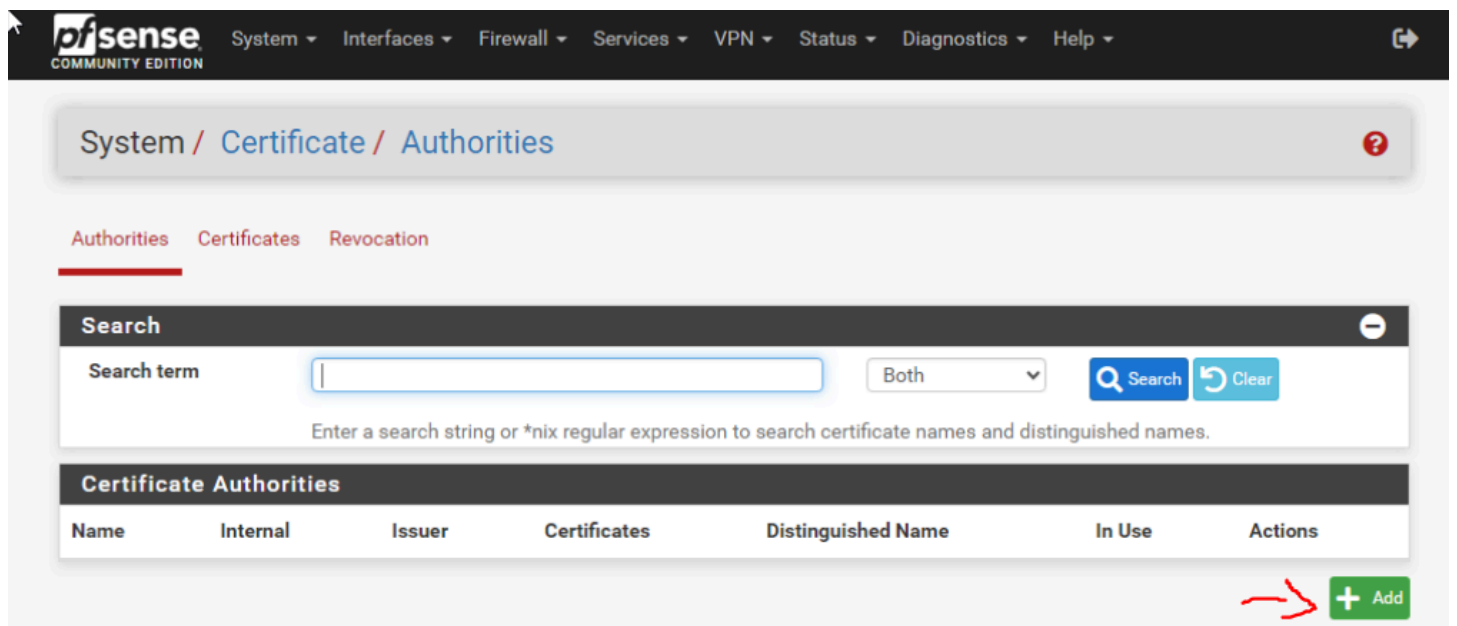 pfsense System Interfaces Firewall Services VPN Status Diagnostics Help
COMMUNITY EDITION
System / Certificate / Authorities
Authorities Certificates Revocation
Search
Search term Both Search Clear
Enter a search string or *nix regular expression to search certificate names and distinguished names.
Certificate Authorities
Name Internal Issuer Certificates Distinguished Name In Use Actions
Add